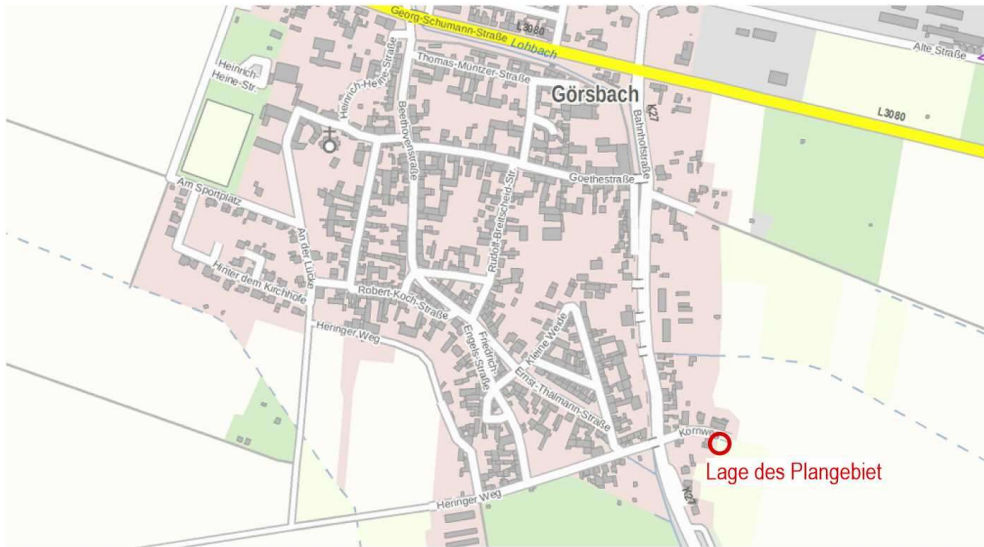 Georg-Schumann-Straße
L3080
Lohbach
Alte Straße
Heinrich-
Heine-Str.
Heinrich-Heine-Straße
Thomas-Müntzer-Straße
Görsbach
K27
L3080
Beethovenstraße
Bahnhofstraße
Goethestraße
Am Sportplatz
Rudolf-Breitscheid-Str.
An der Lücke
Hinter dem Kirchhofe
Robert-Koch-Straße
Heringer Weg
Friedrich-
Engels-Straße
Kleine Weide
Ernst-Thälmann-Straße
Kornweg
Lage des Plangebiet
Heringer Weg
K27